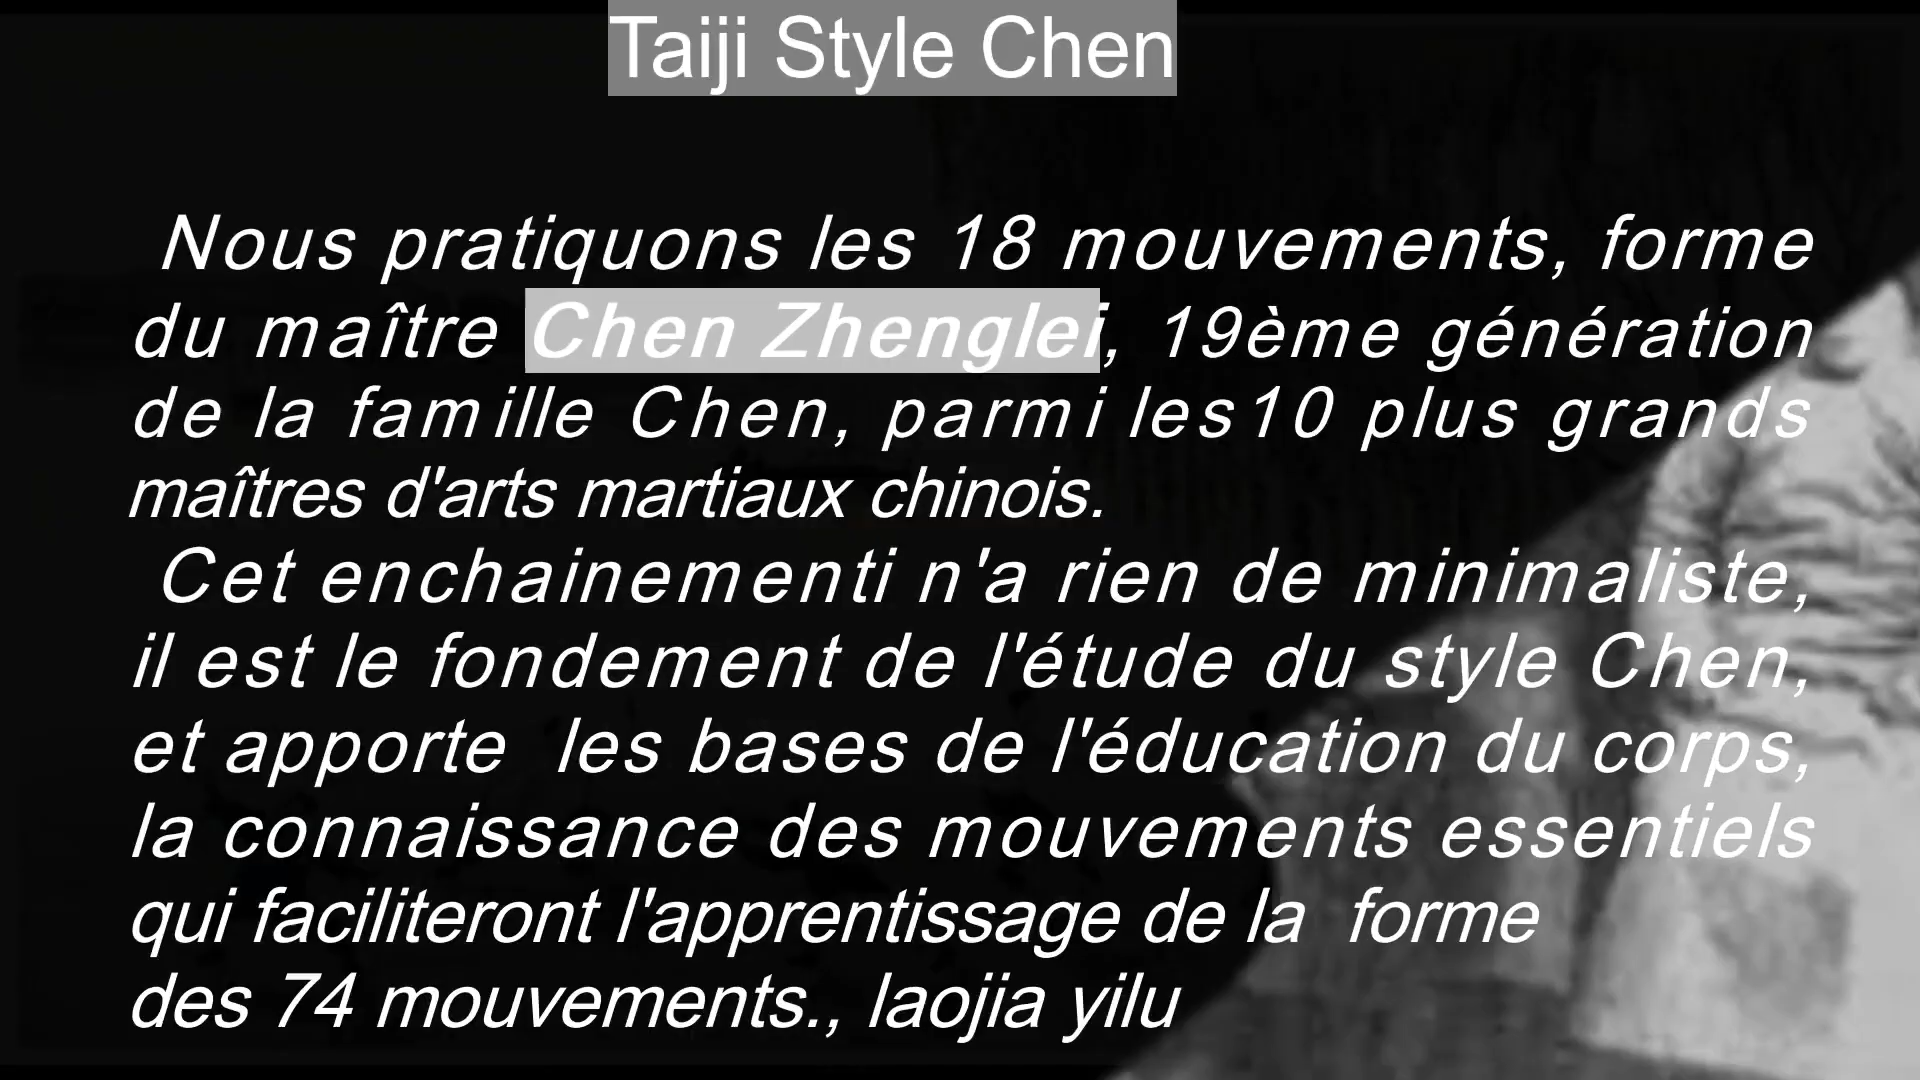 Taiji Style Chen
Nous pratiquons les 18 mouvements, forme
du maître Chen Zhenglei, 19ème génération
de la famille Chen, parmi les10 plus grands
maîtres d'arts martiaux chinois.
Cet enchainementi n'a rien de minimaliste,
il est le fondement de l'étude du style Chen,
et apporte  les bases de l'éducation du corps,
la connaissance des mouvements essentiels
qui faciliteront l'apprentissage de la  forme
des 74 mouvements., laojia yilu